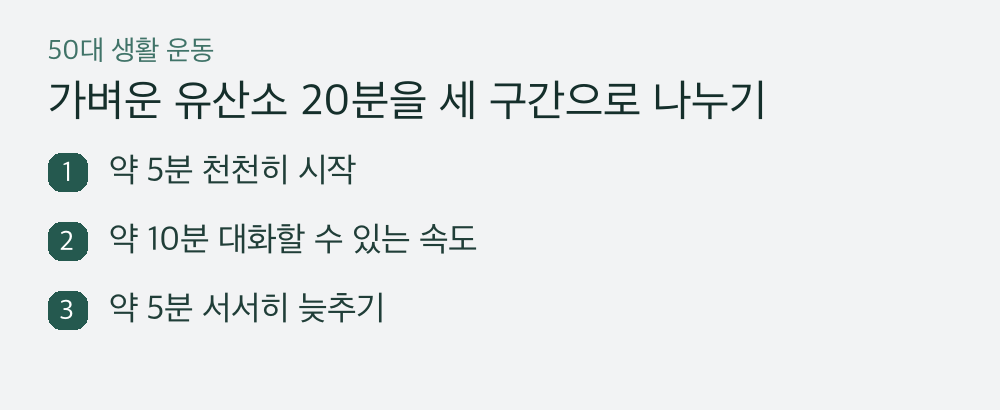 50대 생활 운동
가벼운 유산소 20분을 세 구간으로 나누기
1 약 5분 천천히 시작
2 약 10분 대화할 수 있는 속도
3 약 5분 서서히 늦추기